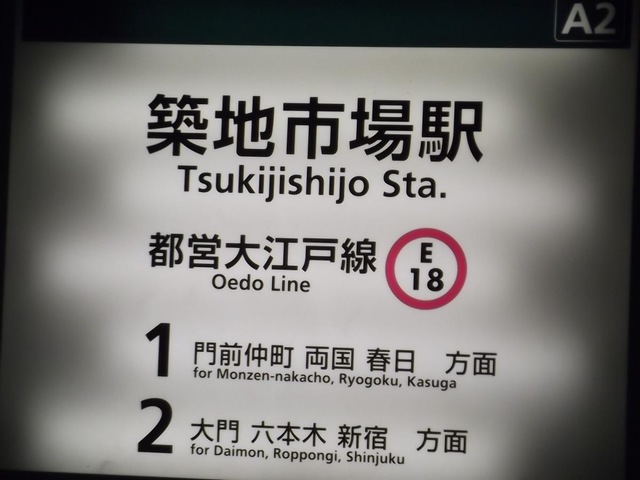 A2
築地市場駅
Tsukijishijo Sta.
都営大江戸線
Oedo Line
E
18
1
門前仲町 両国 春日 方面
for Monzen-nakacho, Ryogoku, Kasuga
2
大門 六本木 新宿 方面
for Daimon, Roppongi, Shinjuku